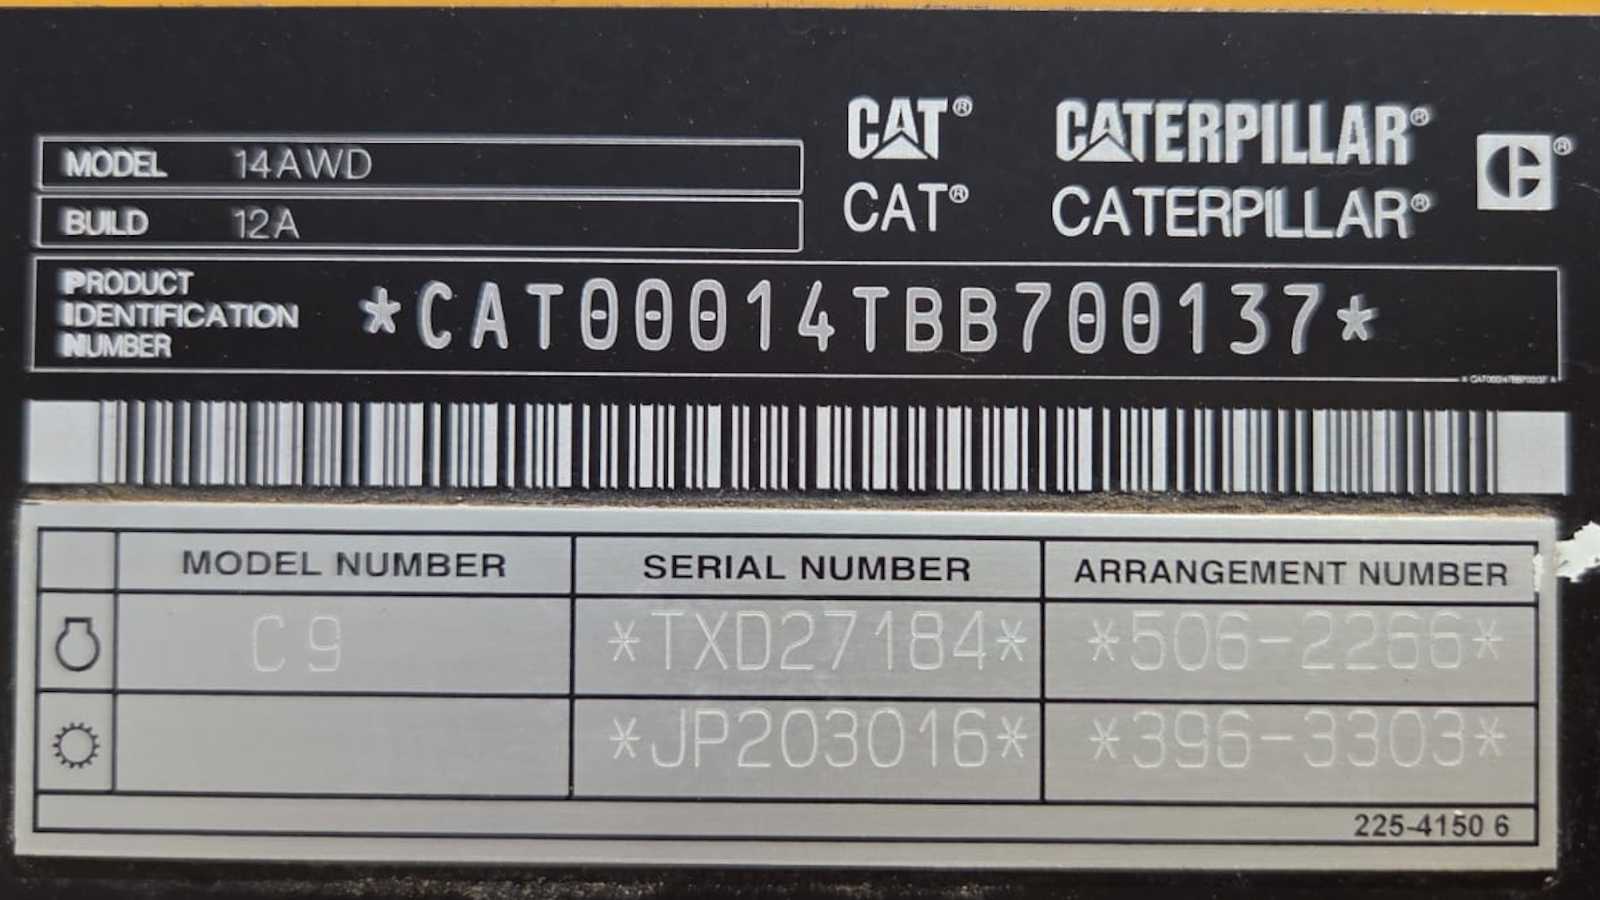 CAT® CATERPILLAR®
MODEL 14AWD
CAT® CATERPILLAR®
BUILD 12A
PRODUCT
IDENTIFICATION
NUMBER
*CAT00014TBB700137*
MODEL NUMBER SERIAL NUMBER ARRANGEMENT NUMBER
C9 *TXD27184* *506-2266*
*JP203016* *396-3303*
225-4150 6